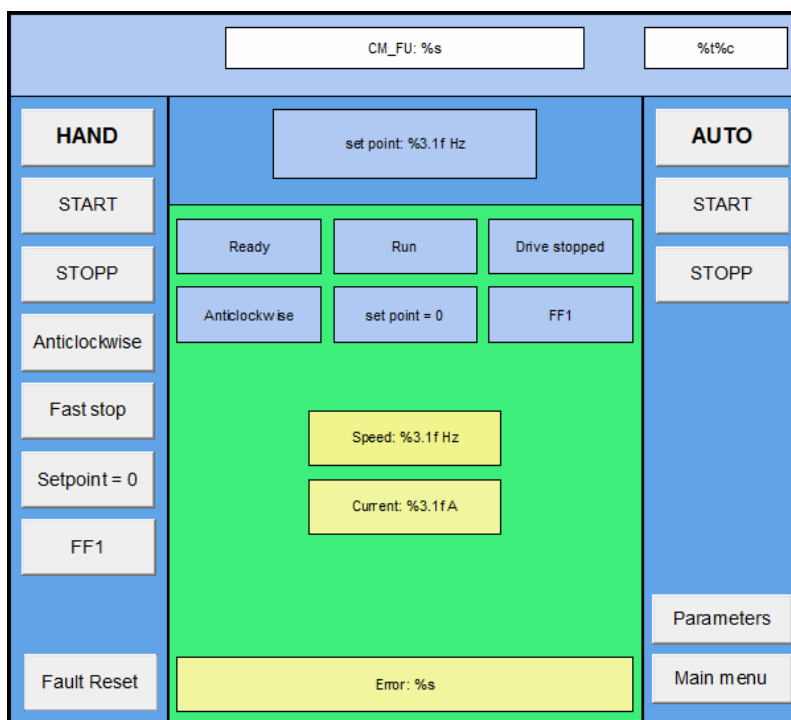 CM_FU: %s
%t%c
HAND
START
STOPP
Anticlockwise
Fast stop
Setpoint = 0
FF1
Fault Reset
set point: %3.1f Hz
Ready
Run
Drive stopped
Anticlockwise
set point = 0
FF1
Speed: %3.1f Hz
Current: %3.1f A
Error: %s
AUTO
START
STOPP
Parameters
Main menu